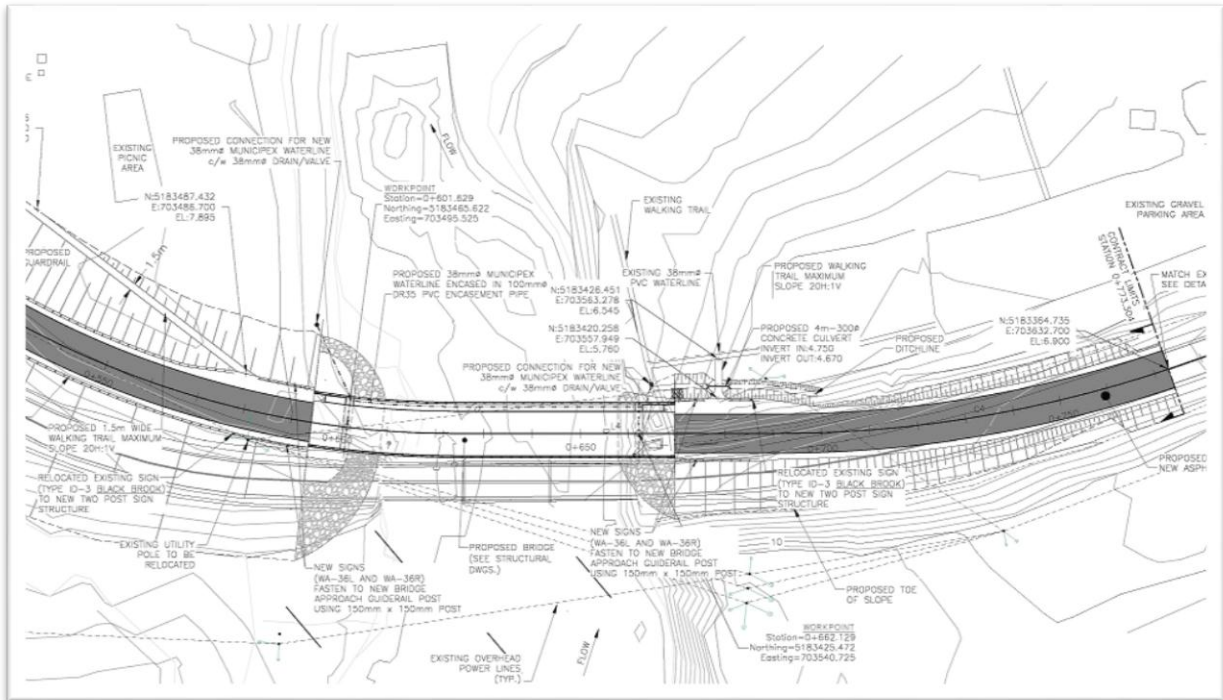 EXISTING
PICNIC
AREA
PROPOSED CONNECTION FOR NEW
38mmø MUNICIPEX WATERLINE
c/w 38mmø DRAIN/VALVE
FLOW
N:5183487.432
E:703486.700
EL:7.895
WORKPOINT
Station=0+601.629
Northing=5183465.622
Easting=703495.525
EXISTING
WALKING TRAIL
EXISTING GRAVEL
PARKING AREA
PROPOSED
GUARDRAIL
1.5m
PROPOSED 38mmø MUNICIPEX
WATERLINE ENCASED IN 100mmø
DR35 PVC ENCASEMENT PIPE
EXISTING 38mmø
PVC WATERLINE
N:5183426.451
E:703563.278
EL:6.545
PROPOSED WALKING
TRAIL MAXIMUM
SLOPE 20H:1V
CONTRACT LIMITS
STATION 0+773.304
MATCH EX
SEE DETA
N:5183420.258
E:703557.949
EL:5.760
PROPOSED 4m-300ø
CONCRETE CULVERT
INVERT IN:4.750
INVERT OUT:4.670
PROPOSED
DITCHLINE
N:5183364.735
E:703632.700
EL:6.900
PROPOSED CONNECTION FOR NEW
38mmø MUNICIPEX WATERLINE
c/w 38mmø DRAIN/VALVE
0+550
0+650
PROPOSED 1.5m WIDE
WALKING TRAIL MAXIMUM
SLOPE 20H:1V
RELOCATED EXISTING SIGN
(TYPE ID-3 BLACK BROOK)
TO NEW TWO POST SIGN
STRUCTURE
RELOCATED EXISTING SIGN
(TYPE ID-3 BLACK BROOK)
TO NEW TWO POST SIGN
STRUCTURE
PROPOSED
NEW ASPH
EXISTING UTILITY
POLE TO BE
RELOCATED
PROPOSED BRIDGE
(SEE STRUCTURAL
DWGS.)
NEW SIGNS
(WA-36L AND WA-36R)
FASTEN TO NEW BRIDGE
APPROACH GUIDERAIL POST
USING 150mm x 150mm POST
10
NEW SIGNS
(WA-36L AND WA-36R)
FASTEN TO NEW BRIDGE
APPROACH GUIDERAIL POST
USING 150mm x 150mm POST
PROPOSED TOE
OF SLOPE
WORKPOINT
Station=0+662.129
Northing=5183425.472
Easting=703540.725
EXISTING OVERHEAD
POWER LINES
(TYP.)
FLOW